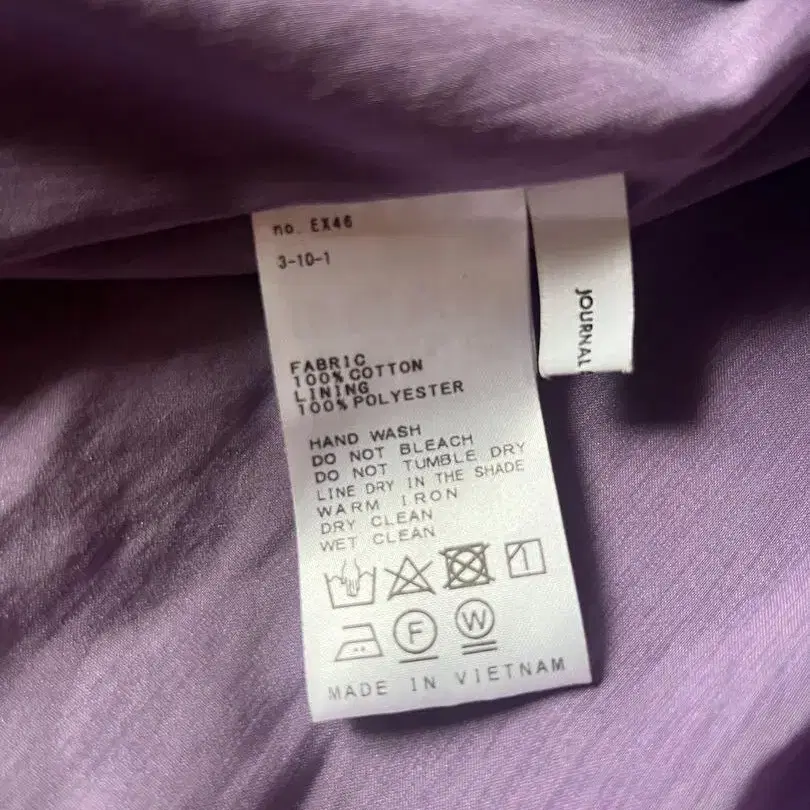 no. EX46
3-10-1
FABRIC
100% COTTON
LINING
100% POLYESTER
HAND WASH
DO NOT BLEACH
DO NOT TUMBLE DRY
LINE DRY IN THE SHADE
WARM IRON
DRY CLEAN
WET CLEAN
F
W
MADE IN VIETNAM
JOURNAL